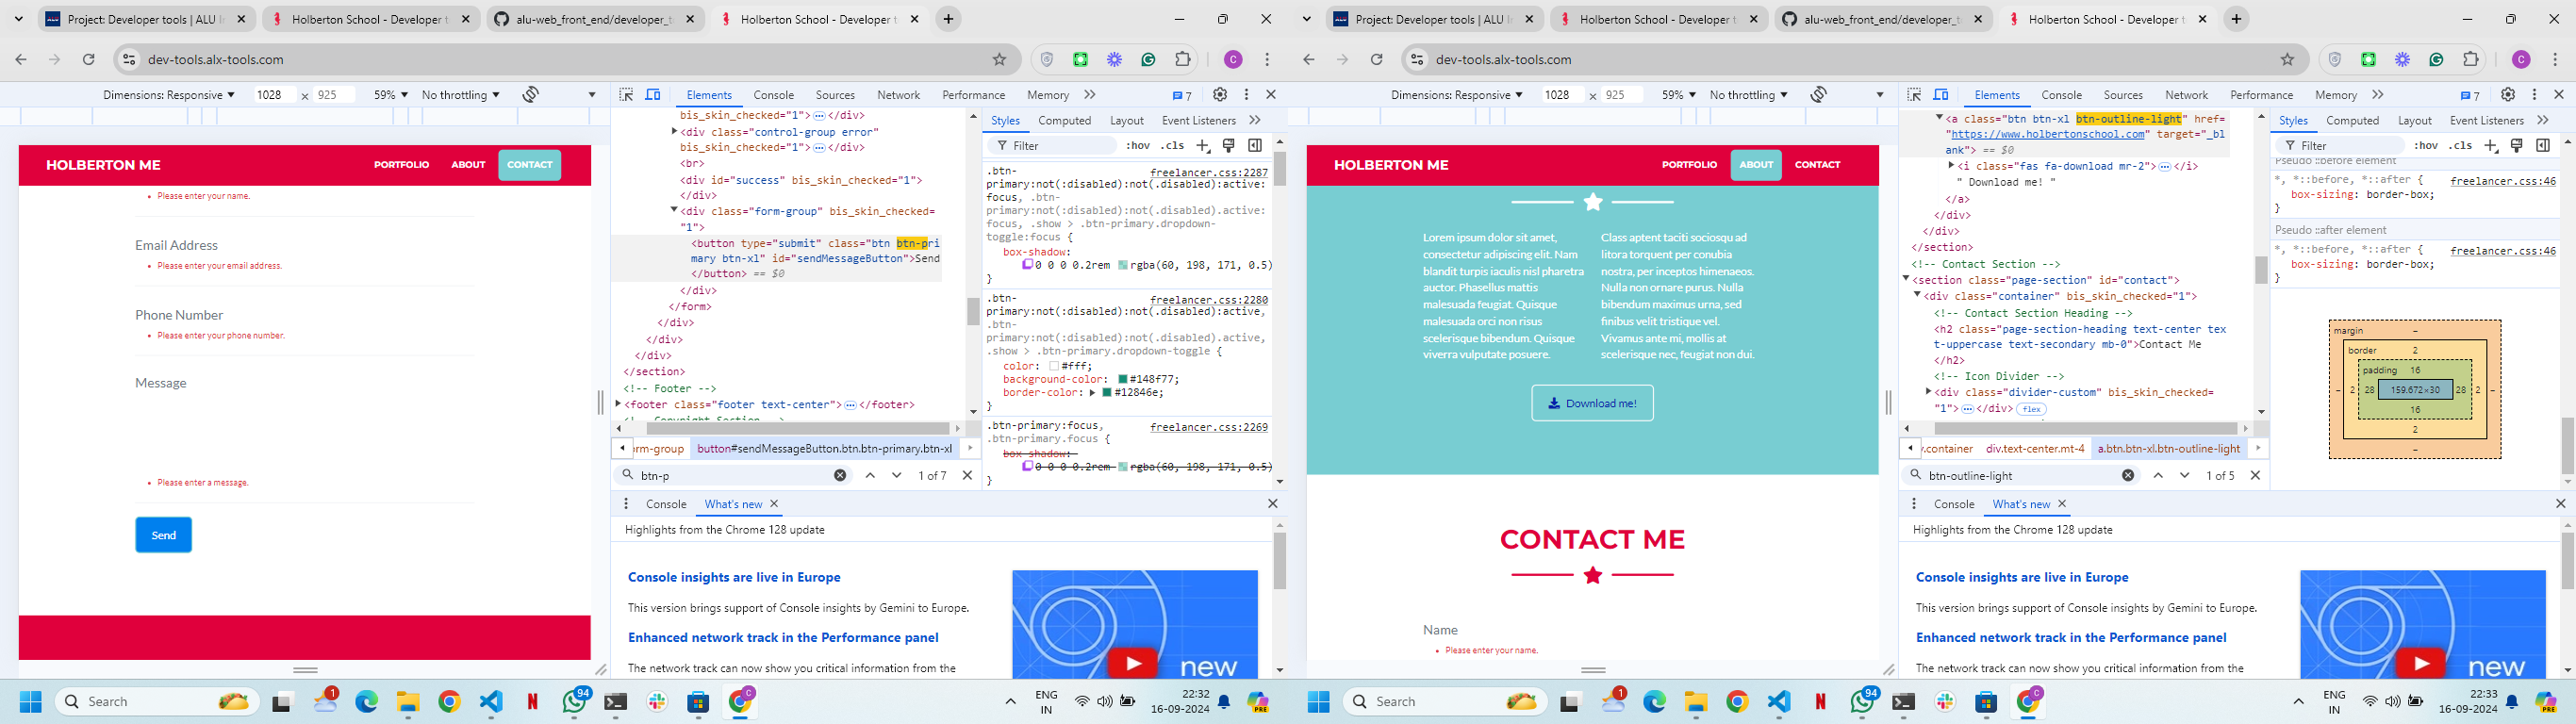 Project: Developer tools | ALU In
Holberton School - Developer t
alu-web_front_end/developer_to
Holberton School - Developer t
dev-tools.alx-tools.com
Dimensions: Responsive
1028 × 925
59%
No throttling
HOLBERTON ME
PORTFOLIO
ABOUT
CONTACT
Please enter your name.
Email Address
Please enter your email address.
Phone Number
Please enter your phone number.
Message
Please enter a message.
Send
Elements
Console
Sources
Network
Performance
Memory
7
bis_skin_checked="1"> … </div>
<div class="control-group error"
bis_skin_checked="1"> … </div>
<br>
<div id="success" bis_skin_checked="1">
</div>
<div class="form-group" bis_skin_checked=
"1">
<button type="submit" class="btn btn-pri
mary btn-xl" id="sendMessageButton">Send
</button> == $0
</div>
</form>
</div>
</div>
</div>
</section>
<!-- Footer -->
<footer class="footer text-center"> … </footer>
<!-- Copyright Section -->
rm-group
button#sendMessageButton.btn.btn-primary.btn-xl
btn-p
1 of 7
Styles
Computed
Layout
Event Listeners
Filter
:hov .cls
.btn-
freelancer.css:2287
primary:not(:disabled):not(.disabled):active:
focus, .btn-
primary:not(:disabled):not(.disabled).active:
focus, .show > .btn-primary.dropdown-
toggle:focus {
box-shadow:
0 0 0 0.2rem rgba(60, 198, 171, 0.5)
}
.btn-
freelancer.css:2280
primary:not(:disabled):not(.disabled):active,
.btn-
primary:not(:disabled):not(.disabled).active,
.show > .btn-primary.dropdown-toggle {
color: #fff;
background-color: #148f77;
border-color: #12846e;
}
.btn-primary:focus,
freelancer.css:2269
.btn-primary.focus {
box-shadow:
0 0 0 0.2rem rgba(60, 198, 171, 0.5)
}
Console
What's new
Highlights from the Chrome 128 update
Console insights are live in Europe
This version brings support of Console insights by Gemini to Europe.
Enhanced network track in the Performance panel
The network track can now show you critical information from the
new
Search
1
94
C
ENG
IN
22:32
16-09-2024
PRE
Project: Developer tools | ALU In
Holberton School - Developer t
alu-web_front_end/developer_to
Holberton School - Developer t
dev-tools.alx-tools.com
C
Dimensions: Responsive
1028 × 925
59%
No throttling
HOLBERTON ME
PORTFOLIO
ABOUT
CONTACT
Lorem ipsum dolor sit amet,
consectetur adipiscing elit. Nam
blandit turpis iaculis nisl pharetra
auctor. Phasellus mattis
malesuada feugiat. Quisque
malesuada orci non risus
scelerisque bibendum. Quisque
viverra vulputate posuere.
Class aptent taciti sociosqu ad
litora torquent per conubia
nostra, per inceptos himenaeos.
Nulla non ornare purus. Nulla
bibendum maximus urna, sed
finibus velit tristique vel.
Vivamus ante mi, mollis at
scelerisque nec, feugiat non dui.
Download me!
CONTACT ME
Name
Please enter your name.
Elements
Console
Sources
Network
Performance
Memory
7
<a class="btn btn-xl btn-outline-light" href=
"https://www.holbertonschool.com" target="_bl
ank"> == $0
<i class="fas fa-download mr-2"> … </i>
" Download me! "
</a>
</div>
</div>
</section>
<!-- Contact Section -->
<section class="page-section" id="contact">
<div class="container" bis_skin_checked="1">
<!-- Contact Section Heading -->
<h2 class="page-section-heading text-center tex
t-uppercase text-secondary mb-0">Contact Me
</h2>
<!-- Icon Divider -->
<div class="divider-custom" bis_skin_checked=
"1"> … </div> flex
v.container
div.text-center.mt-4
a.btn.btn-xl.btn-outline-light
btn-outline-light
1 of 5
Styles
Computed
Layout
Event Listeners
Filter
:hov .cls
Pseudo ::before element
*, *::before, *::after {
freelancer.css:46
box-sizing: border-box;
}
Pseudo ::after element
*, *::before, *::after {
freelancer.css:46
box-sizing: border-box;
}
margin –
border 2
padding 16
– 2 28 159.672×30 28 2 –
16
2
–
Console
What's new
Highlights from the Chrome 128 update
Console insights are live in Europe
This version brings support of Console insights by Gemini to Europe.
Enhanced network track in the Performance panel
The network track can now show you critical information from the
new
Search
1
94
C
ENG
IN
22:33
16-09-2024
PRE